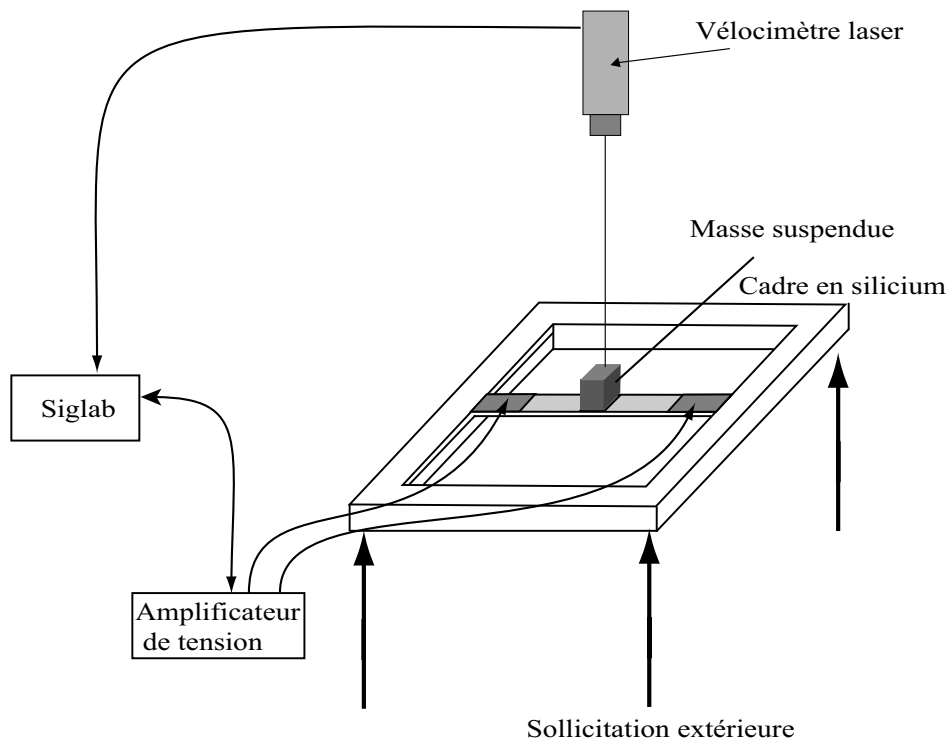 Vélocimètre laser
Masse suspendue
Cadre en silicium
Siglab
Amplificateur
de tension
Sollicitation extérieure